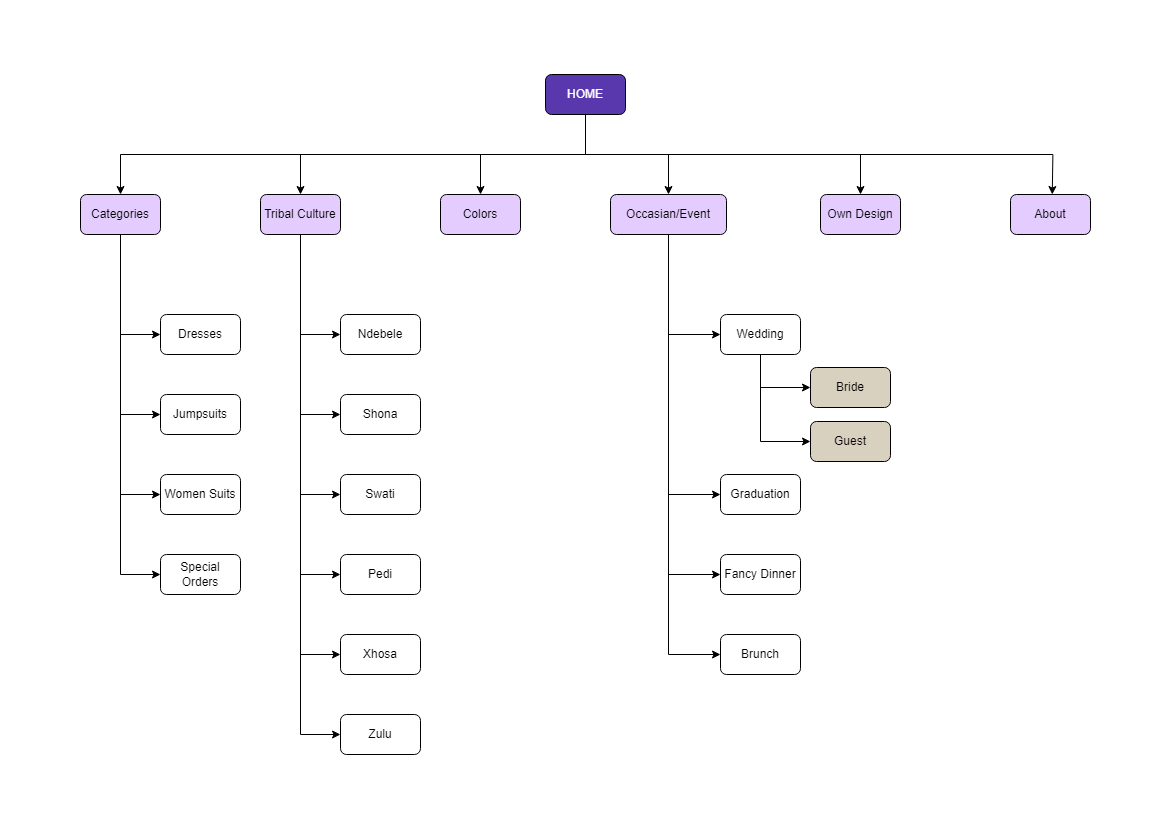 HOME
Categories
Tribal Culture
Colors
Occasian/Event
Own Design
About
Dresses
Jumpsuits
Women Suits
Special
Orders
Ndebele
Shona
Swati
Pedi
Xhosa
Zulu
Wedding
Bride
Guest
Graduation
Fancy Dinner
Brunch